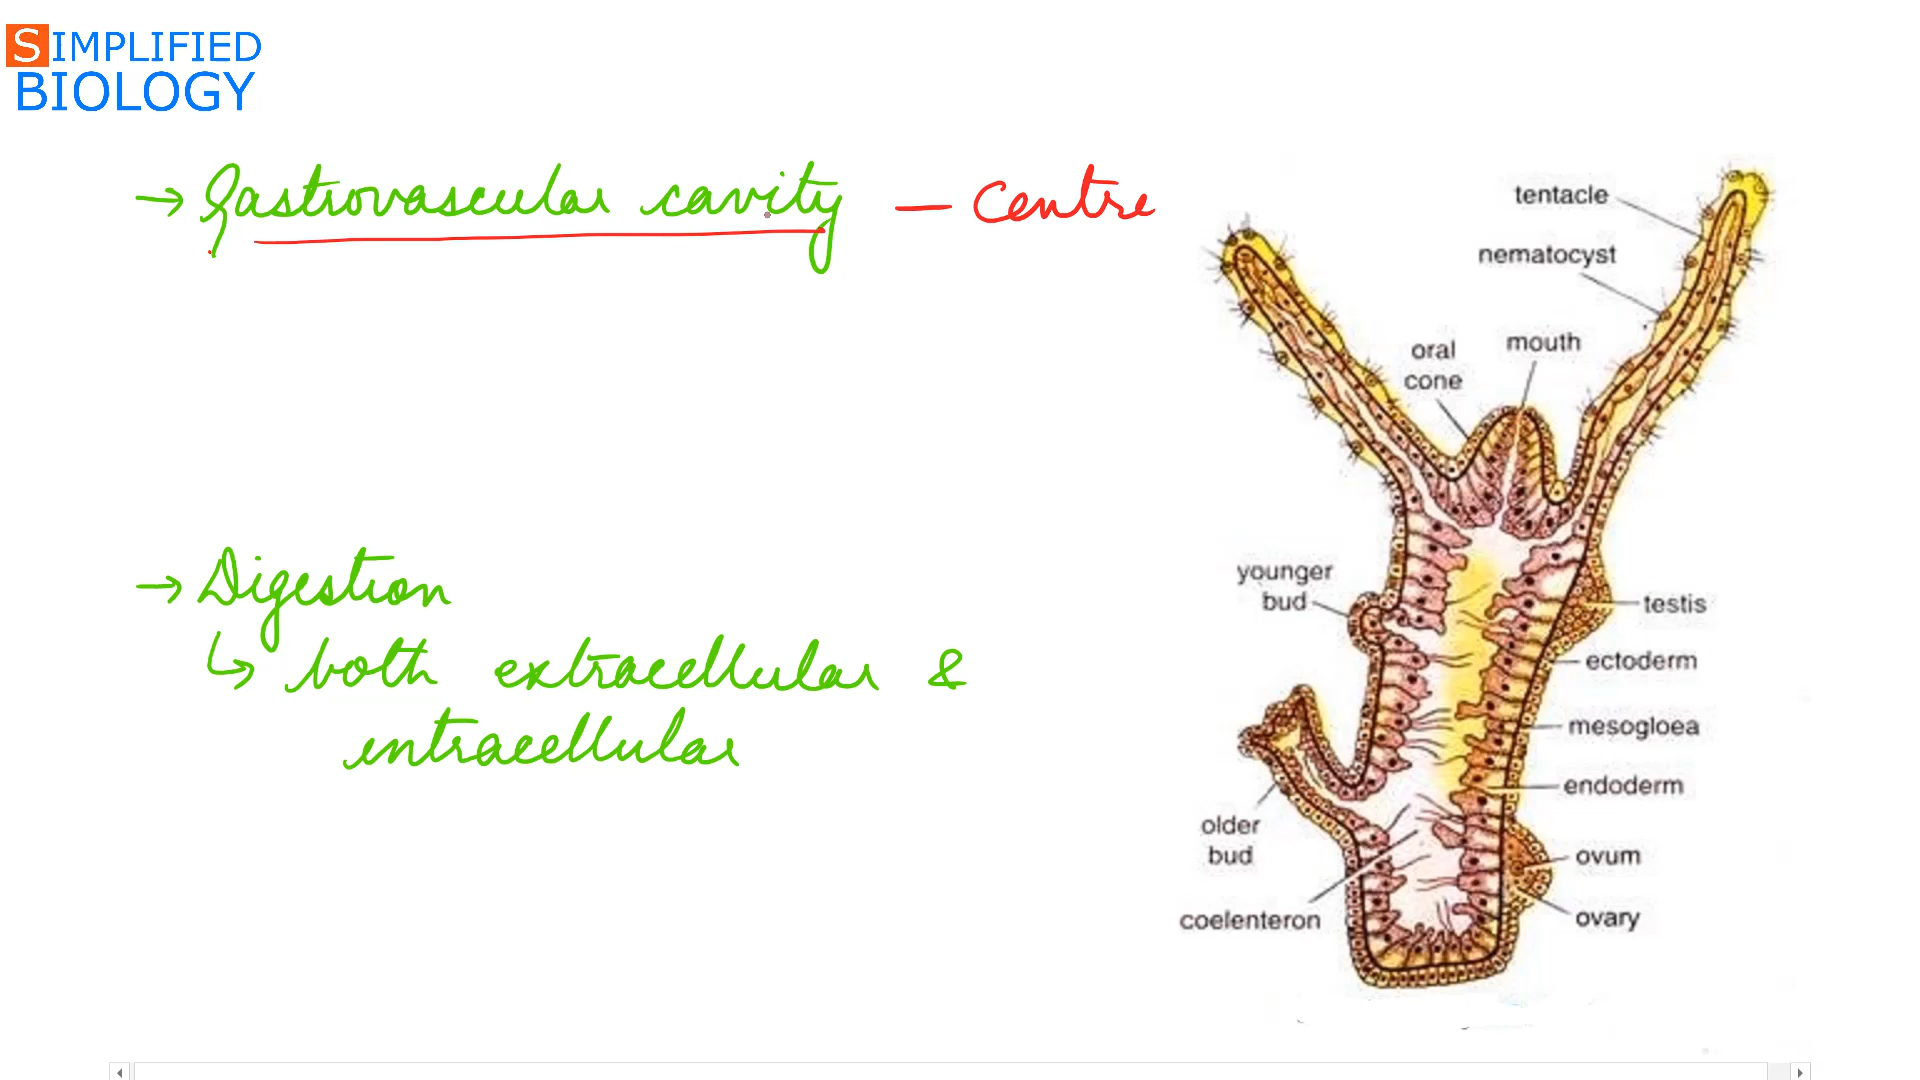 SIMPLIFIED
BIOLOGY
→ Gastrovascular cavity — Centre
→ Digestion
↳ both extracellular &
intracellular
tentacle
nematocyst
mouth
oral
cone
younger
bud
testis
ectoderm
mesogloea
endoderm
older
bud
ovum
coelenteron
ovary